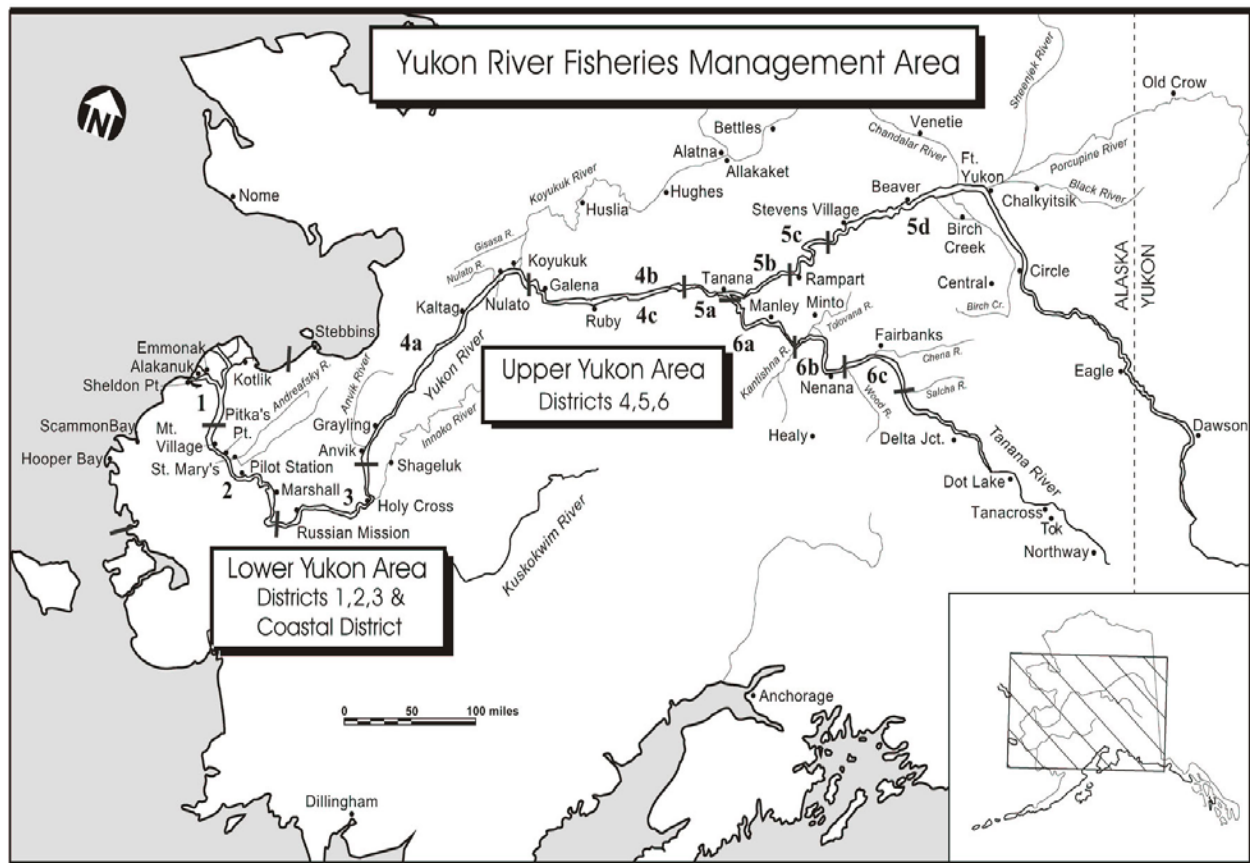 Yukon River Fisheries Management Area
N
Nome
Bettles
Alatna
Allakaket
Hughes
Huslia
Koyukuk River
Gisasa R.
Nulato R.
Koyukuk
Nulato
Galena
Kaltag
4a
Yukon River
Ruby
4b
4c
Tanana
5a
5b
5c
Rampart
Stevens Village
Beaver
5d
Venetie
Chandalar River
Ft.
Yukon
Sheenjek River
Old Crow
Porcupine River
Black River
Chalkyitsik
Birch
Creek
Central
Circle
Birch Cr.
ALASKA
YUKON
Eagle
Dawson
Manley
Minto
Tolovana R.
6a
Kantishna R.
6b
Nenana
Fairbanks
Chena R.
6c
Salcha R.
Wood R.
Healy
Delta Jct.
Tanana River
Dot Lake
Tanacross
Tok
Northway
Stebbins
Emmonak
Alakanuk
Sheldon Pt.
Kotlik
1
Andreafsky R.
Anvik River
Pitka's
Pt.
Mt.
Village
St. Mary's
ScammonBay
Hooper Bay
Pilot Station
2
Marshall
3
Russian Mission
Holy Cross
Grayling
Anvik
Shageluk
Innoko River
Kuskokwim River
Upper Yukon Area
Districts 4,5,6
Lower Yukon Area
Districts 1,2,3 &
Coastal District
0 50 100 miles
Anchorage
Dillingham